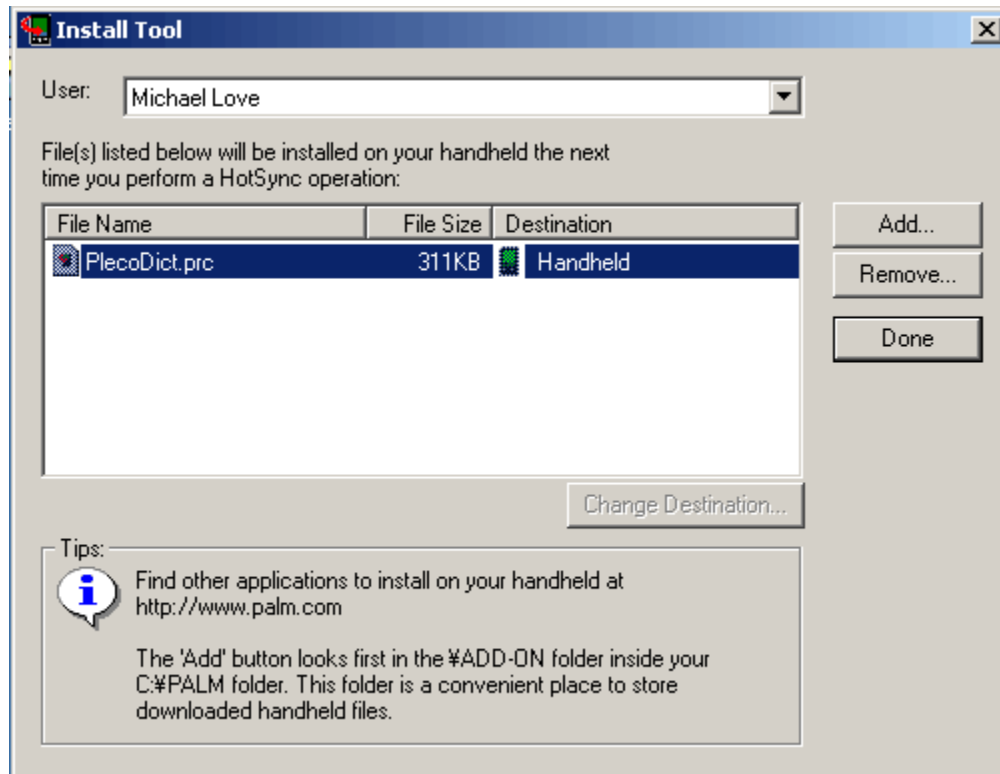 Install Tool
User: Michael Love
File(s) listed below will be installed on your handheld the next
time you perform a HotSync operation:
File Name File Size Destination
PlecoDict.prc 311KB Handheld
Add...
Remove...
Done
Change Destination...
Tips:
Find other applications to install on your handheld at
http://www.palm.com
The 'Add' button looks first in the ¥ADD-ON folder inside your
C:¥PALM folder. This folder is a convenient place to store
downloaded handheld files.